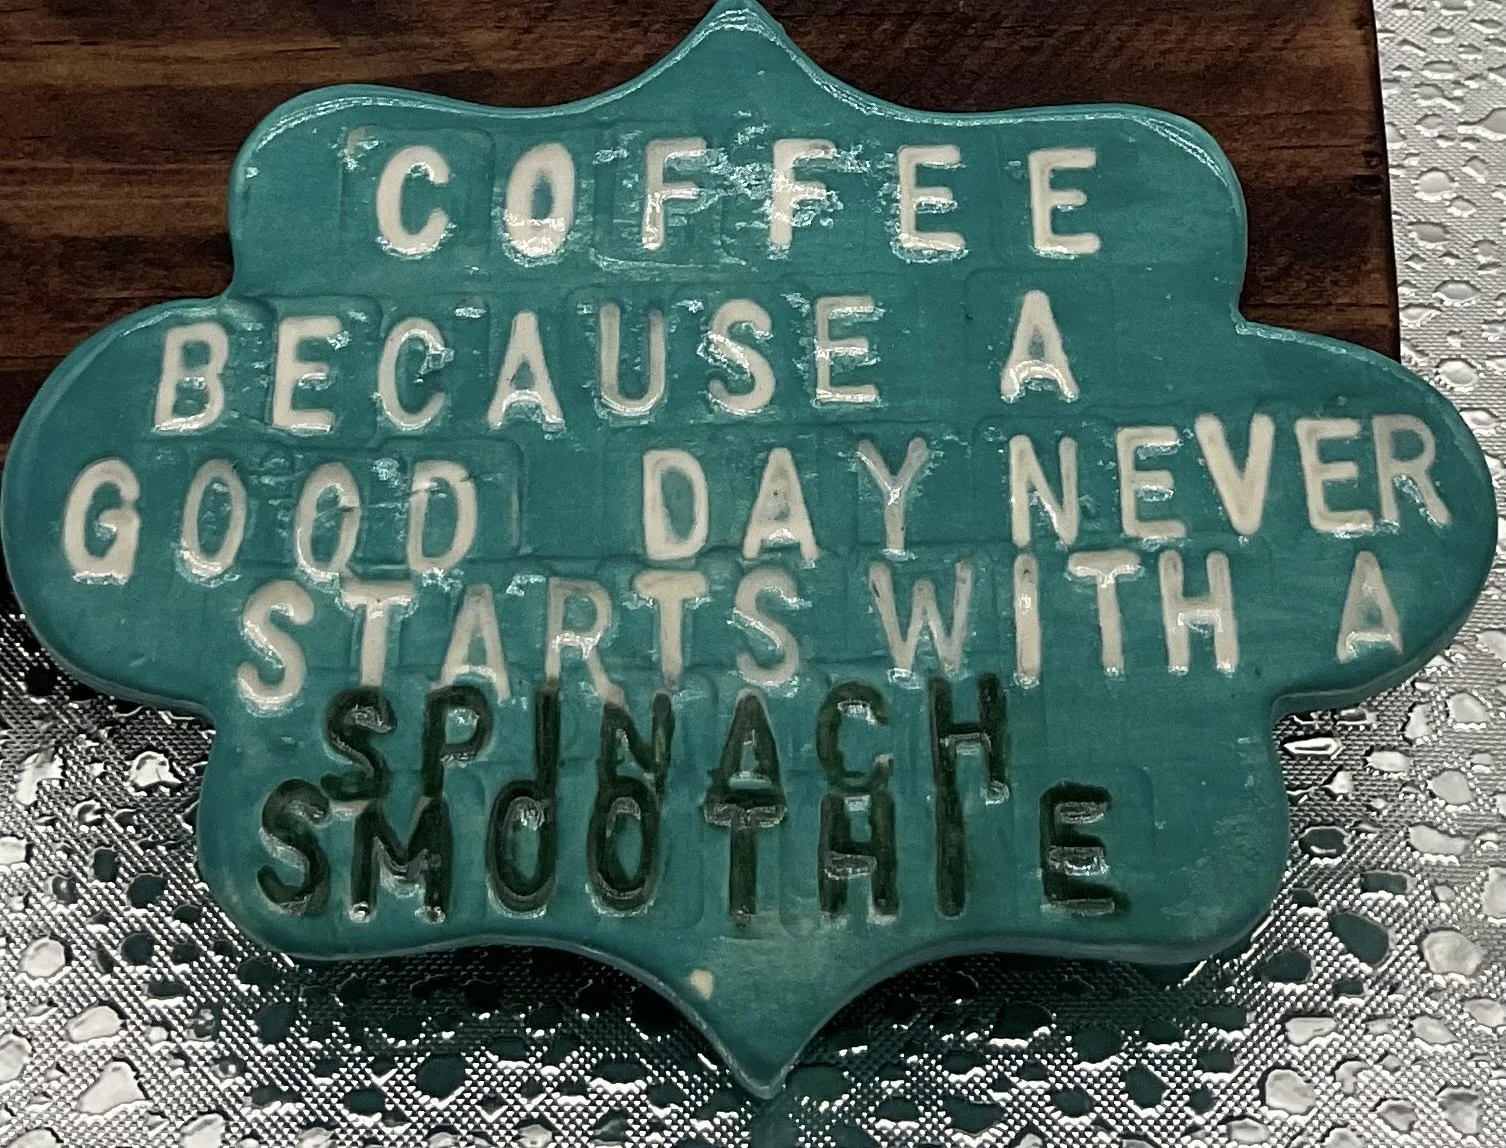 COFFEE
BECAUSE A
GOOD DAY NEVER
STARTS WITH A
SPINACH
SMOOTHIE